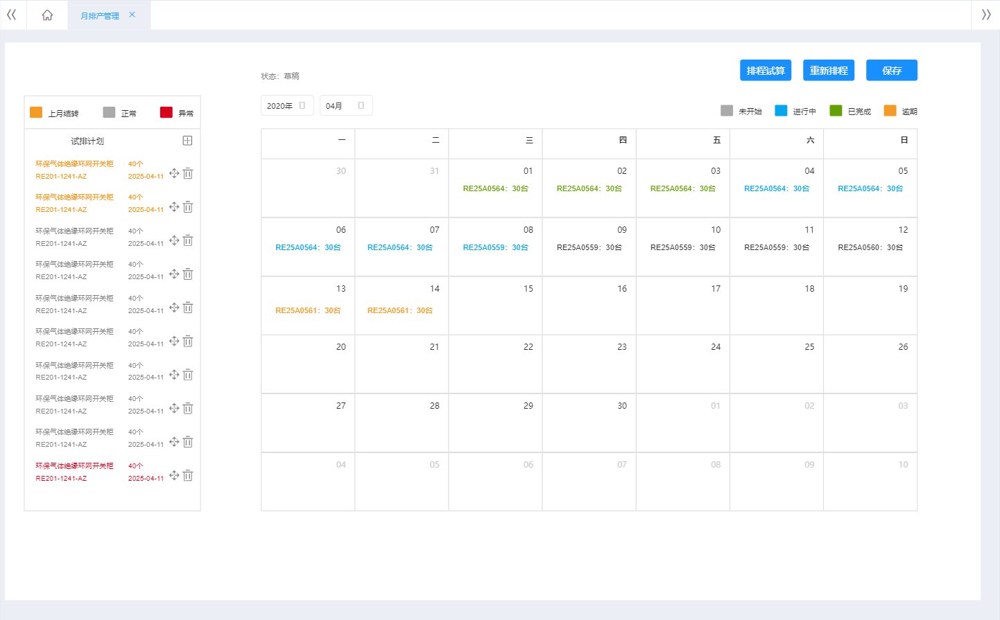 月排产管理
状态：草稿
排程试算 重新排程 保存
2020年 04月
上月结转 正常 异常
未开始 进行中 已完成 逾期
试排计划
环保气体绝缘环网开关柜 40个
RE201-1241-AZ 2025-04-11
环保气体绝缘环网开关柜 40个
RE201-1241-AZ 2025-04-11
环保气体绝缘环网开关柜 40个
RE201-1241-AZ 2025-04-11
环保气体绝缘环网开关柜 40个
RE201-1241-AZ 2025-04-11
环保气体绝缘环网开关柜 40个
RE201-1241-AZ 2025-04-11
环保气体绝缘环网开关柜 40个
RE201-1241-AZ 2025-04-11
环保气体绝缘环网开关柜 40个
RE201-1241-AZ 2025-04-11
环保气体绝缘环网开关柜 40个
RE201-1241-AZ 2025-04-11
环保气体绝缘环网开关柜 40个
RE201-1241-AZ 2025-04-11
环保气体绝缘环网开关柜 40个
RE201-1241-AZ 2025-04-11
一 二 三 四 五 六 日
30 31 01 02 03 04 05
RE25A0564：30台 RE25A0564：30台 RE25A0564：30台 RE25A0564：30台 RE25A0564：30台
06 07 08 09 10 11 12
RE25A0564：30台 RE25A0564：30台 RE25A0559：30台 RE25A0559：30台 RE25A0559：30台 RE25A0559：30台 RE25A0560：30台
13 14 15 16 17 18 19
RE25A0561：30台 RE25A0561：30台
20 21 22 23 24 25 26
27 28 29 30 01 02 03
04 05 06 07 08 09 10